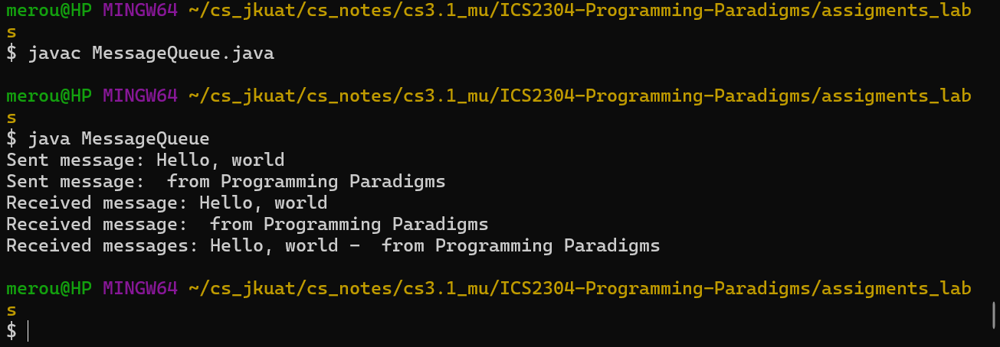 merou@HP MINGW64 ~/cs_jkuat/cs_notes/cs3.1_mu/ICS2304-Programming-Paradigms/assigments_lab
s
$ javac MessageQueue.java
merou@HP MINGW64 ~/cs_jkuat/cs_notes/cs3.1_mu/ICS2304-Programming-Paradigms/assigments_lab
s
$ java MessageQueue
Sent message: Hello, world
Sent message:  from Programming Paradigms
Received message: Hello, world
Received message:  from Programming Paradigms
Received messages: Hello, world -  from Programming Paradigms
merou@HP MINGW64 ~/cs_jkuat/cs_notes/cs3.1_mu/ICS2304-Programming-Paradigms/assigments_lab
s
$